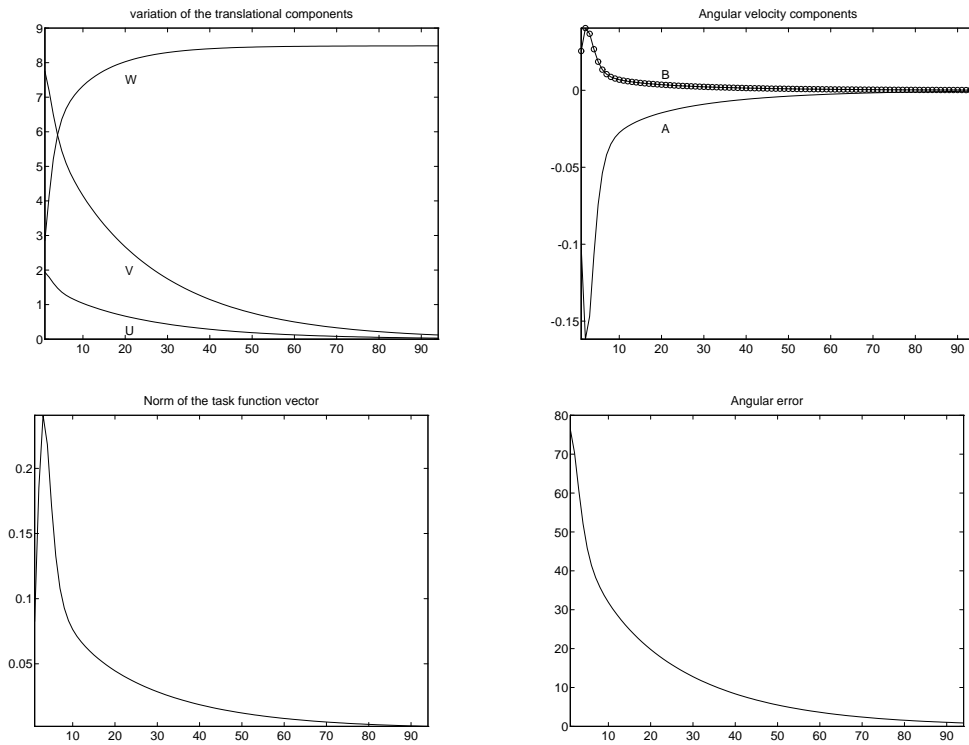 variation of the translational components
9
8
7
6
5
4
3
2
1
0
W
V
U
10 20 30 40 50 60 70 80 90
Angular velocity components
0
-0.05
-0.1
-0.15
B
A
10 20 30 40 50 60 70 80 90
Norm of the task function vector
0.2
0.15
0.1
0.05
10 20 30 40 50 60 70 80 90
Angular error
80
70
60
50
40
30
20
10
0
10 20 30 40 50 60 70 80 90